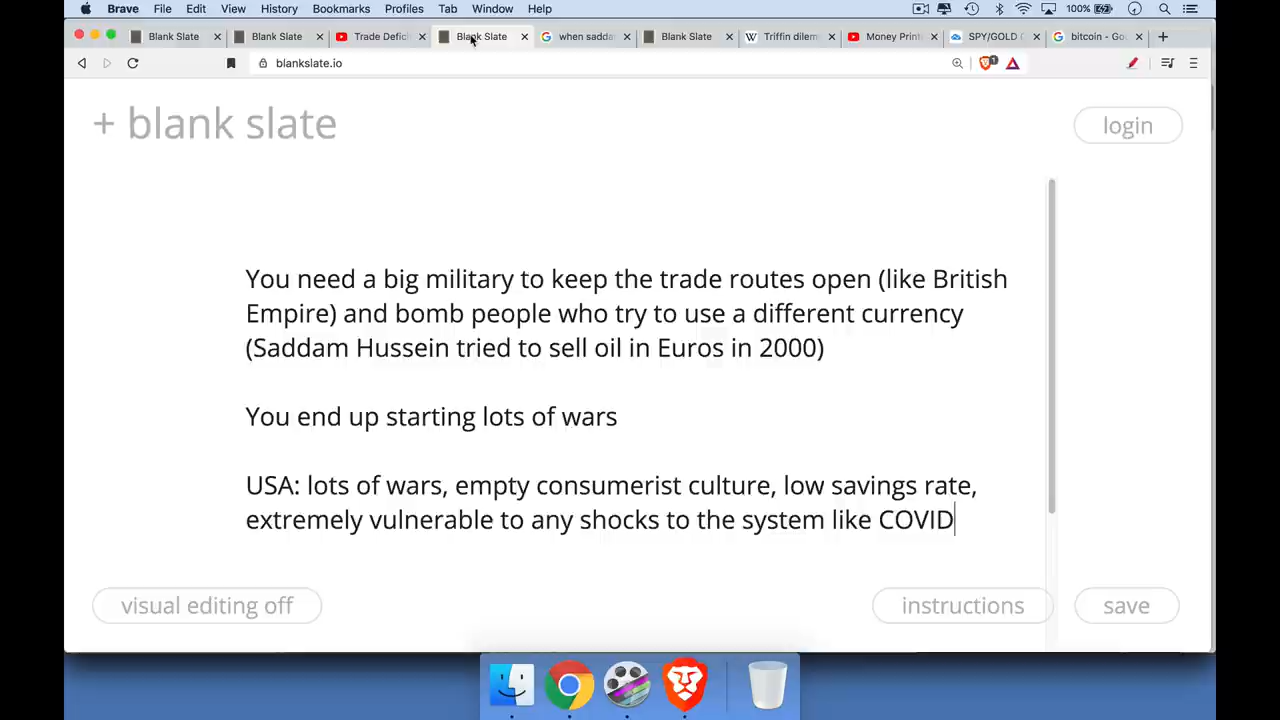 Brave File Edit View History Bookmarks Profiles Tab Window Help 100%
Blank Slate Blank Slate Trade Defici Blank Slate when sadda Blank Slate Triffin dilem Money Print SPY/GOLD bitcoin - Goo
blankslate.io 1
+ blank slate
login
You need a big military to keep the trade routes open (like British
Empire) and bomb people who try to use a different currency
(Saddam Hussein tried to sell oil in Euros in 2000)
You end up starting lots of wars
USA: lots of wars, empty consumerist culture, low savings rate,
extremely vulnerable to any shocks to the system like COVID
visual editing off instructions save